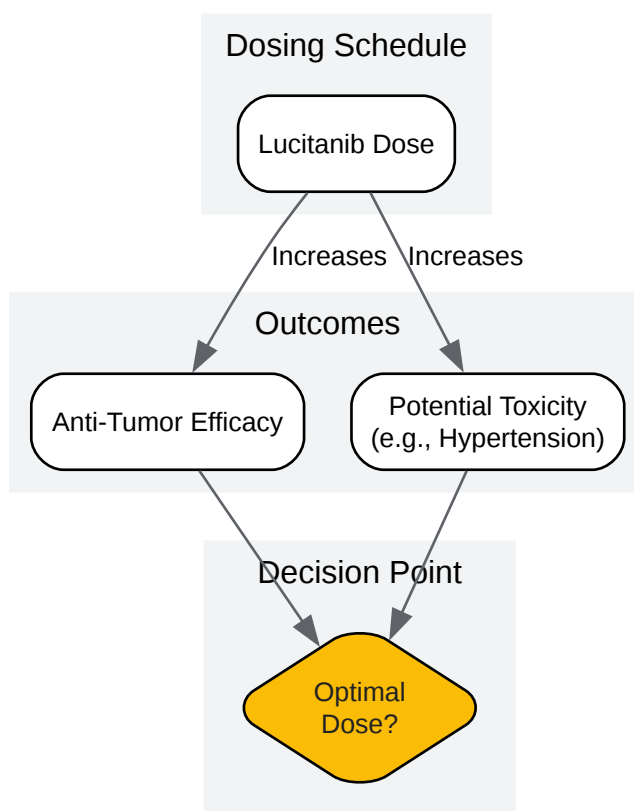 Dosing Schedule
Lucitanib Dose
Increases
Increases
Outcomes
Anti-Tumor Efficacy
Potential Toxicity
(e.g., Hypertension)
Decision Point
Optimal
Dose?